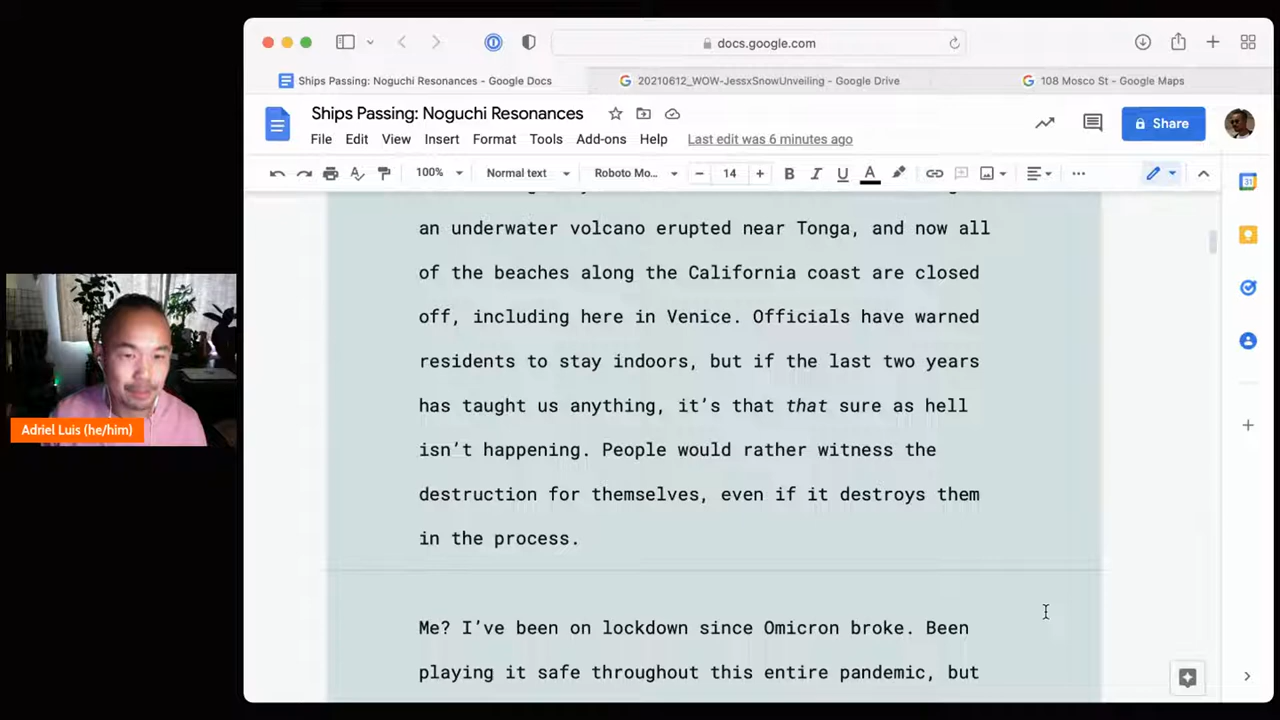 docs.google.com
Ships Passing: Noguchi Resonances - Google Docs
20210612_WOW-JessxSnowUnveiling - Google Drive
108 Mosco St - Google Maps
Ships Passing: Noguchi Resonances
Share
File Edit View Insert Format Tools Add-ons Help Last edit was 6 minutes ago
100% Normal text Roboto Mo... 14 B I U A
31
an underwater volcano erupted near Tonga, and now all
of the beaches along the California coast are closed
off, including here in Venice. Officials have warned
residents to stay indoors, but if the last two years
has taught us anything, it’s that that sure as hell
isn’t happening. People would rather witness the
destruction for themselves, even if it destroys them
in the process.
Me? I’ve been on lockdown since Omicron broke. Been
playing it safe throughout this entire pandemic, but
Adriel Luis (he/him)